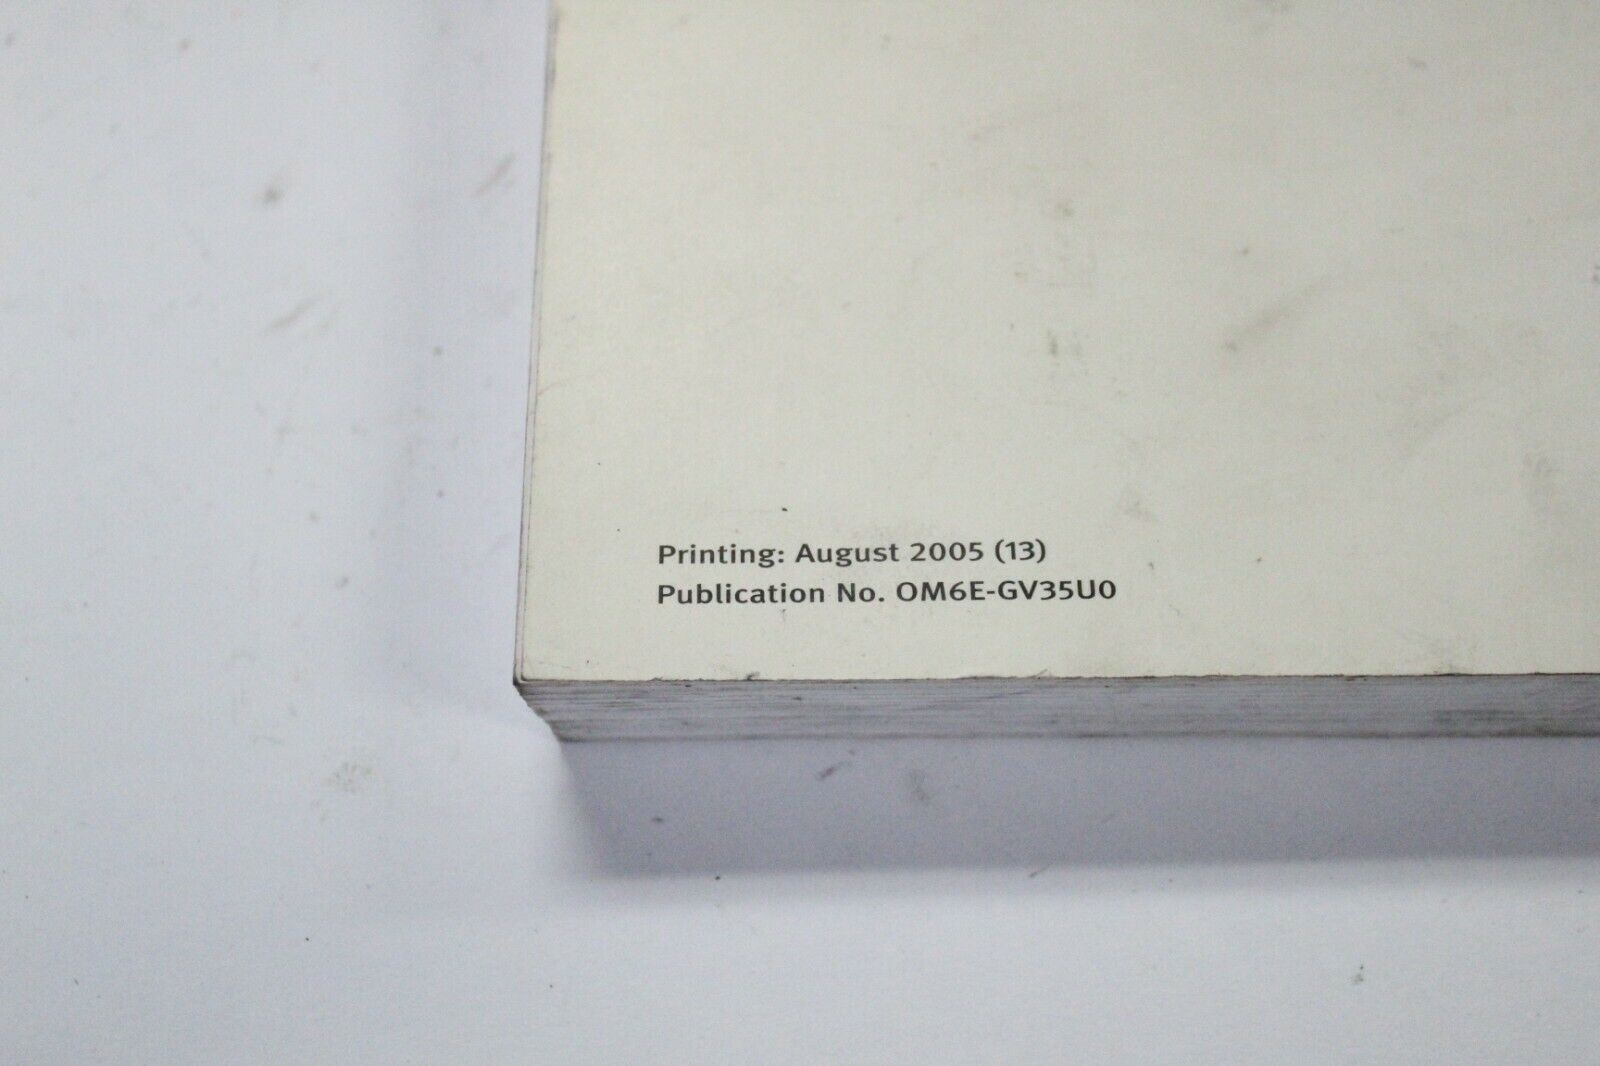 Printing: August 2005 (13)
Publication No. OM6E-GV35U0